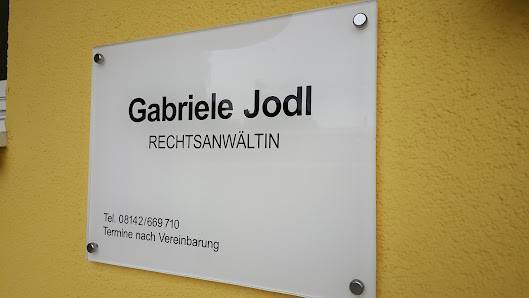 Gabriele Jodl
RECHTSANWÄLTIN
Tel. 08142/669710
Termine nach Vereinbarung